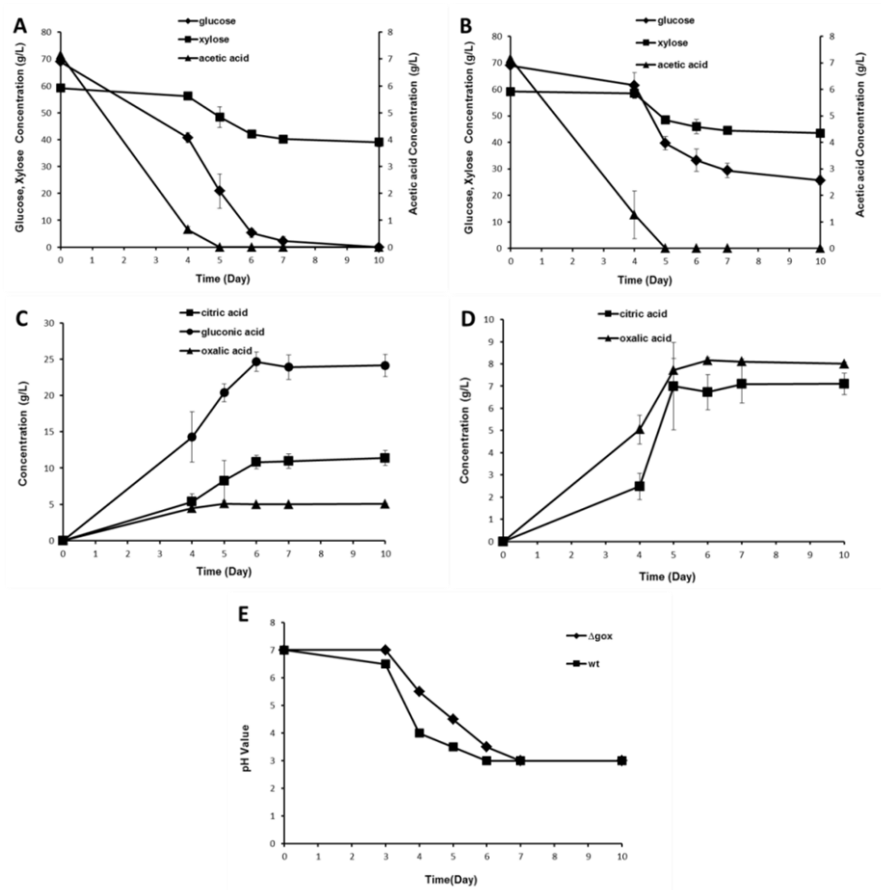 A
glucose
xylose
acetic acid
Glucose, Xylose Concentration (g/L)
80
70
60
50
40
30
20
10
0
8
7
6
5
4
3
2
1
0
Acetic acid Concentration (g/L)
0 1 2 3 4 5 6 7 8 9 10
Time (Day)
B
glucose
xylose
acetic acid
Glucose, Xylose Concentration (g/L)
80
70
60
50
40
30
20
10
0
8
7
6
5
4
3
2
1
0
Acetic acid Concentration (g/L)
0 1 2 3 4 5 6 7 8 9 10
Time (Day)
C
citric acid
gluconic acid
oxalic acid
Concentration (g/L)
30
25
20
15
10
5
0
0 1 2 3 4 5 6 7 8 9 10
Time (Day)
D
citric acid
oxalic acid
Concentration (g/L)
10
9
8
7
6
5
4
3
2
1
0
0 1 2 3 4 5 6 7 8 9 10
Time (Day)
E
Δgox
wt
pH Value
8
7
6
5
4
3
2
1
0
0 1 2 3 4 5 6 7 8 9 10
Time(Day)